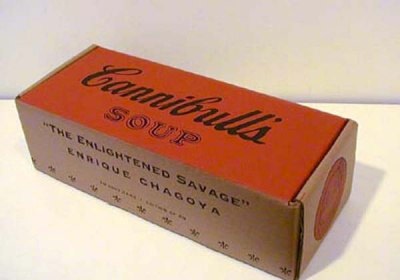 Cannibull's
SOUP
"THE ENLIGHTENED SAVAGE"
ENRIQUE CHAGOYA